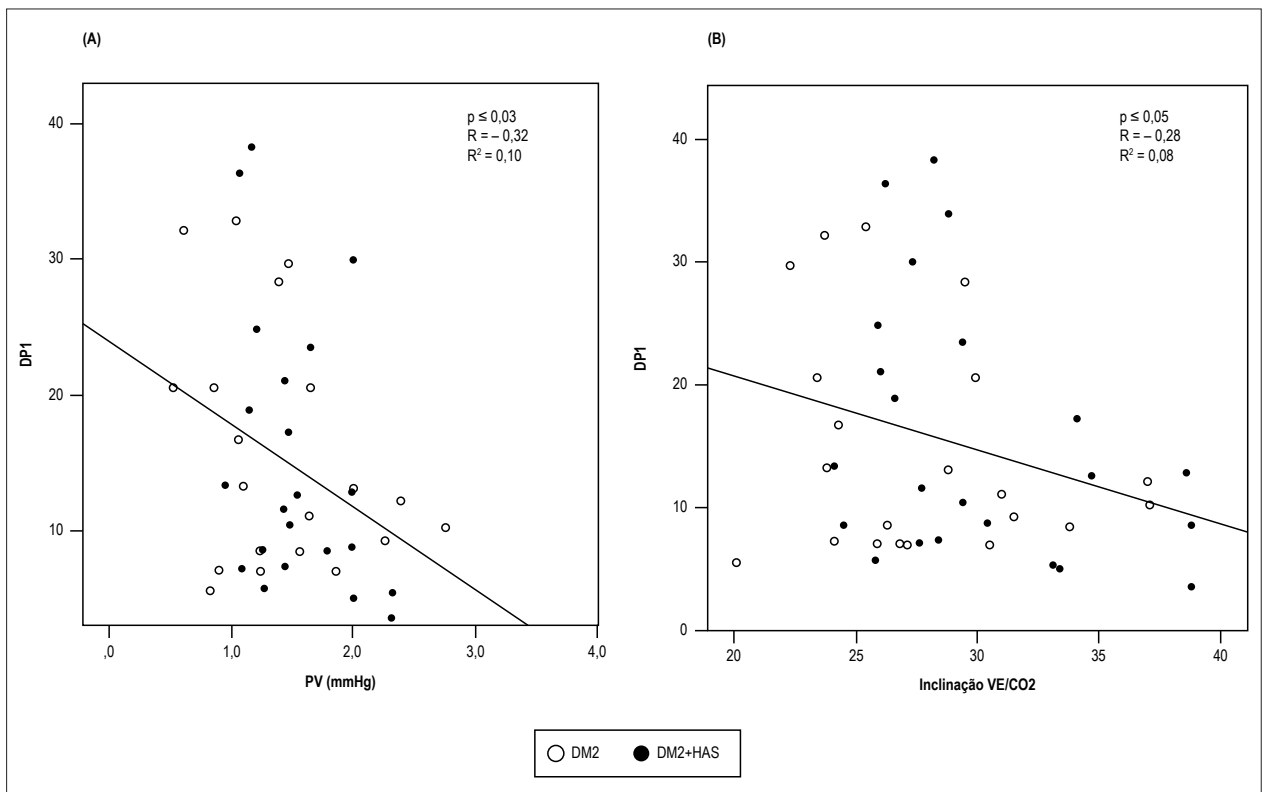 (A)
p ≤ 0,03
R = – 0,32
R² = 0,10
40
30
20
10
DP1
,0
1,0
2,0
3,0
4,0
PV (mmHg)
(B)
p ≤ 0,05
R = – 0,28
R² = 0,08
40
30
20
10
0
DP1
20
25
30
35
40
Inclinação VE/CO2
DM2
DM2+HAS